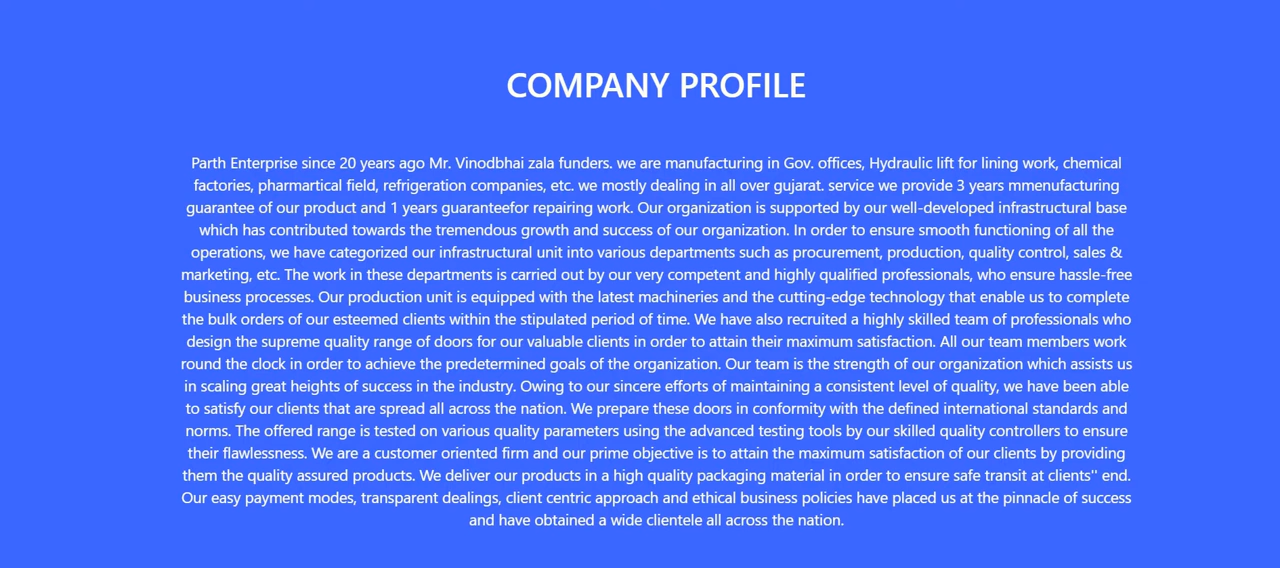 COMPANY PROFILE
Parth Enterprise since 20 years ago Mr. Vinodbhai zala funders. we are manufacturing in Gov. offices, Hydraulic lift for lining work, chemical
factories, pharmartical field, refrigeration companies, etc. we mostly dealing in all over gujarat. service we provide 3 years mmenufacturing
guarantee of our product and 1 years guaranteefor repairing work. Our organization is supported by our well-developed infrastructural base
which has contributed towards the tremendous growth and success of our organization. In order to ensure smooth functioning of all the
operations, we have categorized our infrastructural unit into various departments such as procurement, production, quality control, sales &
marketing, etc. The work in these departments is carried out by our very competent and highly qualified professionals, who ensure hassle-free
business processes. Our production unit is equipped with the latest machineries and the cutting-edge technology that enable us to complete
the bulk orders of our esteemed clients within the stipulated period of time. We have also recruited a highly skilled team of professionals who
design the supreme quality range of doors for our valuable clients in order to attain their maximum satisfaction. All our team members work
round the clock in order to achieve the predetermined goals of the organization. Our team is the strength of our organization which assists us
in scaling great heights of success in the industry. Owing to our sincere efforts of maintaining a consistent level of quality, we have been able
to satisfy our clients that are spread all across the nation. We prepare these doors in conformity with the defined international standards and
norms. The offered range is tested on various quality parameters using the advanced testing tools by our skilled quality controllers to ensure
their flawlessness. We are a customer oriented firm and our prime objective is to attain the maximum satisfaction of our clients by providing
them the quality assured products. We deliver our products in a high quality packaging material in order to ensure safe transit at clients'' end.
Our easy payment modes, transparent dealings, client centric approach and ethical business policies have placed us at the pinnacle of success
and have obtained a wide clientele all across the nation.